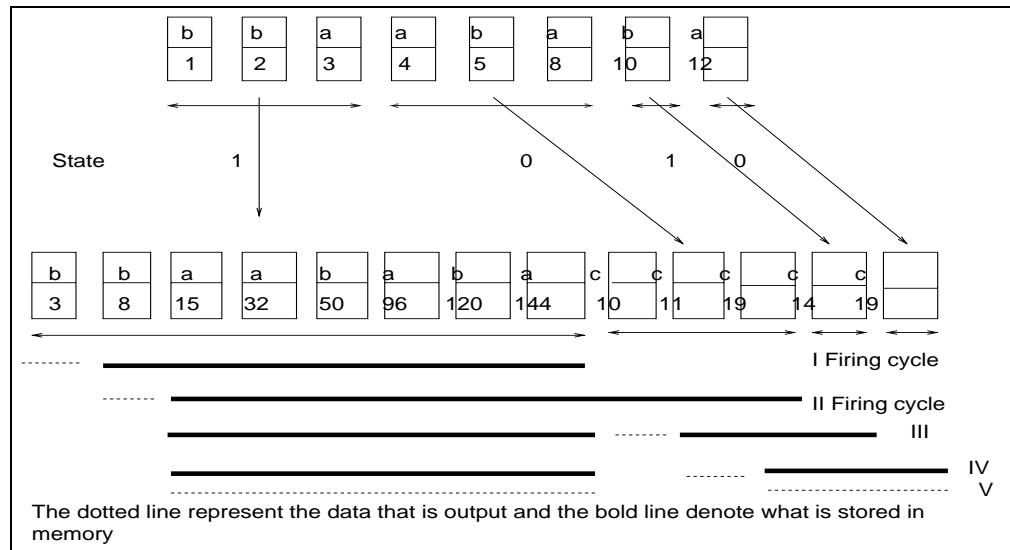 b b a a b a b a
1 2 3 4 5 8 10 12
State 1 0 1 0
b b a a b a b a c c c c c
3 8 15 32 50 96 120 144 10 11 19 14 19
I Firing cycle
II Firing cycle
III
IV
V
The dotted line represent the data that is output and the bold line denote what is stored in
memory